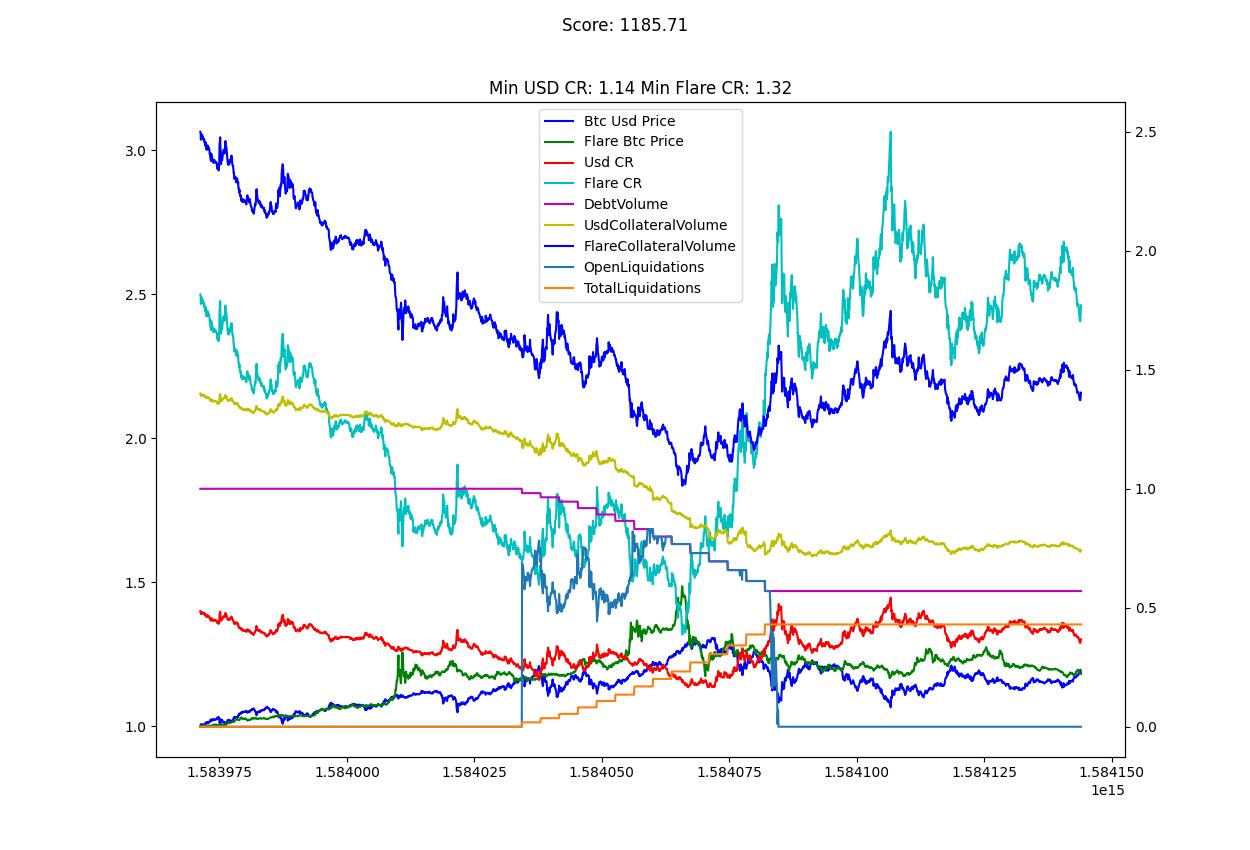 Score: 1185.71
Min USD CR: 1.14 Min Flare CR: 1.32
Btc Usd Price
Flare Btc Price
Usd CR
Flare CR
DebtVolume
UsdCollateralVolume
FlareCollateralVolume
OpenLiquidations
TotalLiquidations
3.0
2.5
2.0
1.5
1.0
2.5
2.0
1.5
1.0
0.5
0.0
1.583975 1.584000 1.584025 1.584050 1.584075 1.584100 1.584125 1.584150
1e15